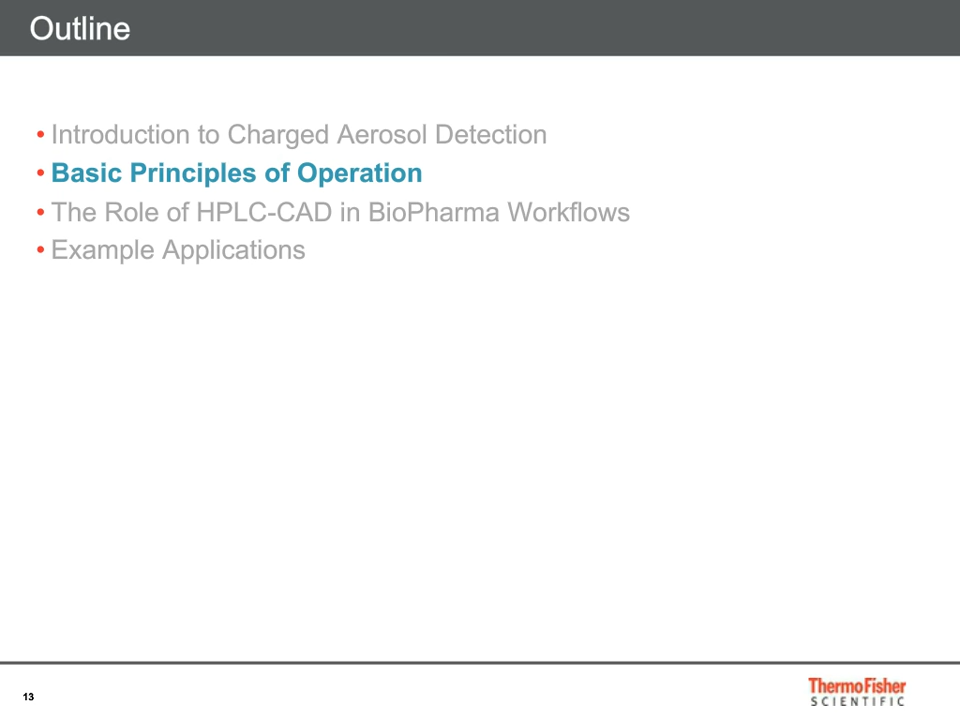 Outline
• Introduction to Charged Aerosol Detection
• Basic Principles of Operation
• The Role of HPLC-CAD in BioPharma Workflows
• Example Applications
13
ThermoFisher
SCIENTIFIC